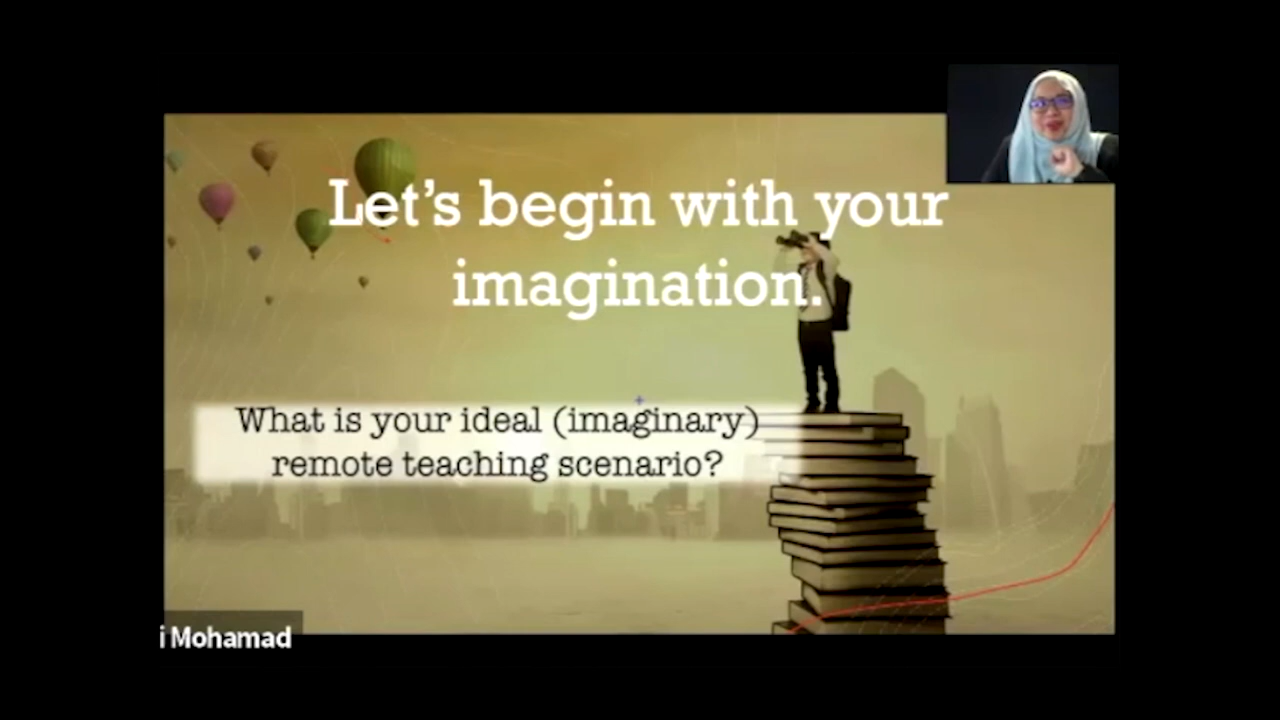 Let's begin with your
imagination.
What is your ideal (imaginary)
remote teaching scenario?
i Mohamad